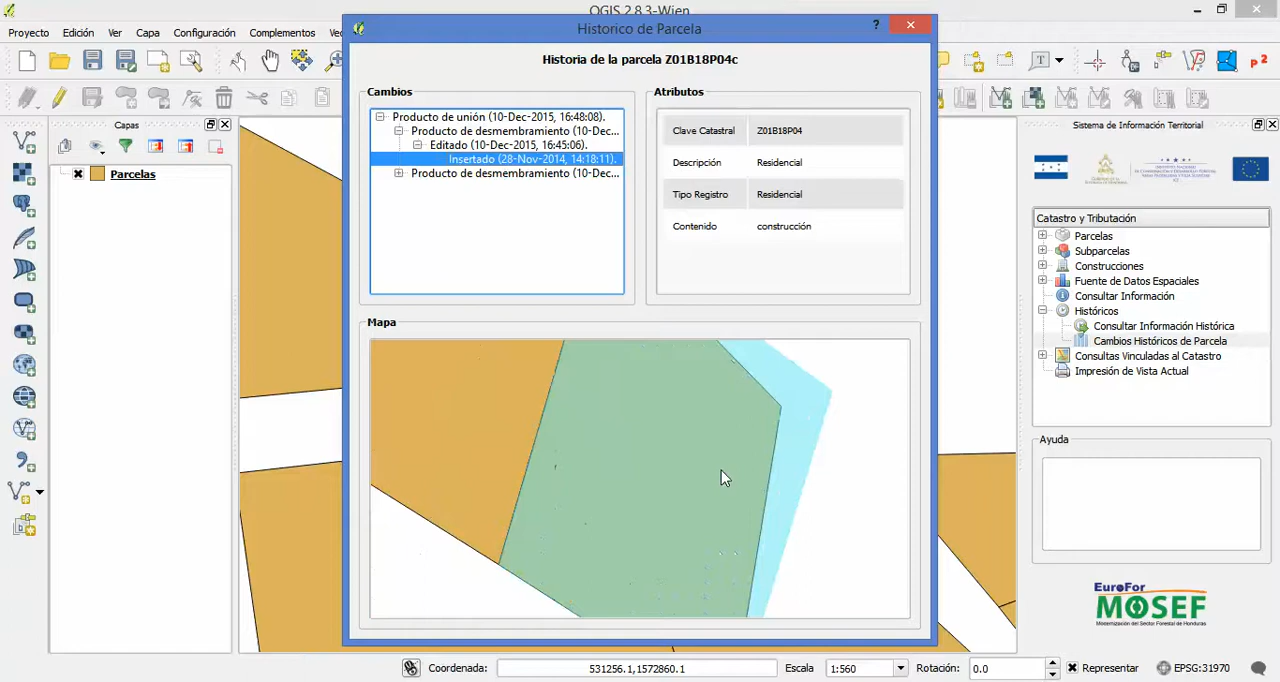 QGIS 2.8.3-Wien
Historico de Parcela
?
Proyecto Edición Ver Capa Configuración Complementos
Historia de la parcela Z01B18P04c
T
p 2
Cambios
Atributos
Capas
Parcelas
Producto de unión (10-Dec-2015, 16:48:08).
Producto de desmembramiento (10-Dec...
Editado (10-Dec-2015, 16:45:06).
Insertado (28-Nov-2014, 14:18:11).
Producto de desmembramiento (10-Dec...
Clave Catastral Z01B18P04
Descripción Residencial
Tipo Registro Residencial
Contenido construcción
Mapa
Sistema de Información Territorial
Catastro y Tributación
Parcelas
Subparcelas
Construcciones
Fuente de Datos Espaciales
Consultar Información
Históricos
Consultar Información Histórica
Cambios Históricos de Parcela
Consultas Vinculadas al Catastro
Impresión de Vista Actual
Ayuda
EuroFor
MOSEF
Modernización del Sector Forestal de Honduras
Coordenada: 531256.1,1572860.1 Escala 1:560 Rotación: 0.0 Representar EPSG:31970